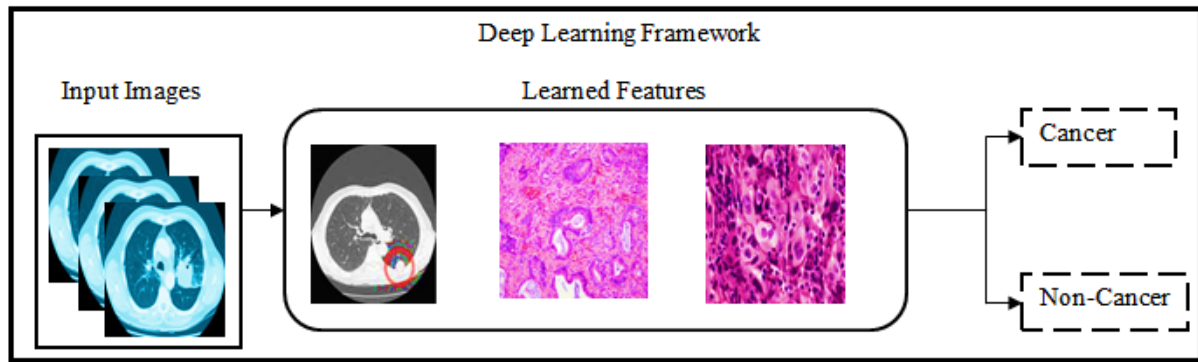 Deep Learning Framework
Input Images
Learned Features
Cancer
Non-Cancer